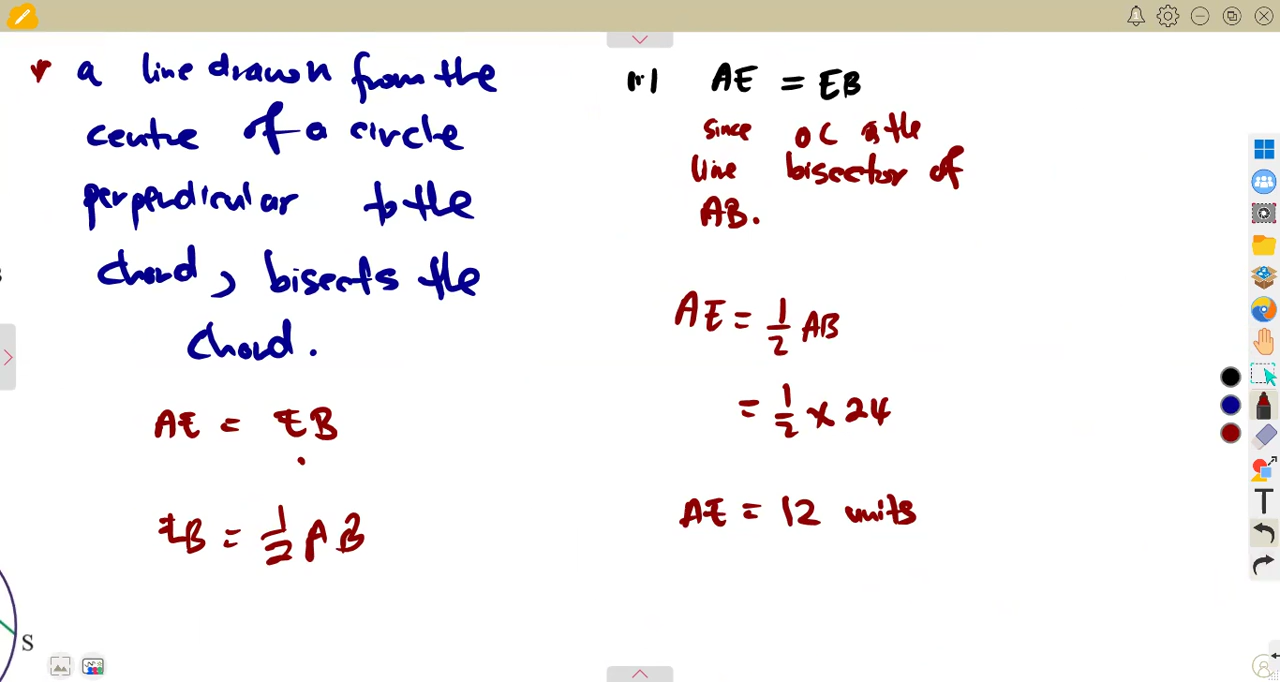 a line drawn from the
centre of a circle
perpendicular to the
chord, bisects the
chord.
AE = EB
EB = 1/2 AB
S
1.1 AE = EB
since OC is the
line bisector of
AB.
AE = 1/2 AB
= 1/2 × 24
AE = 12 units
T